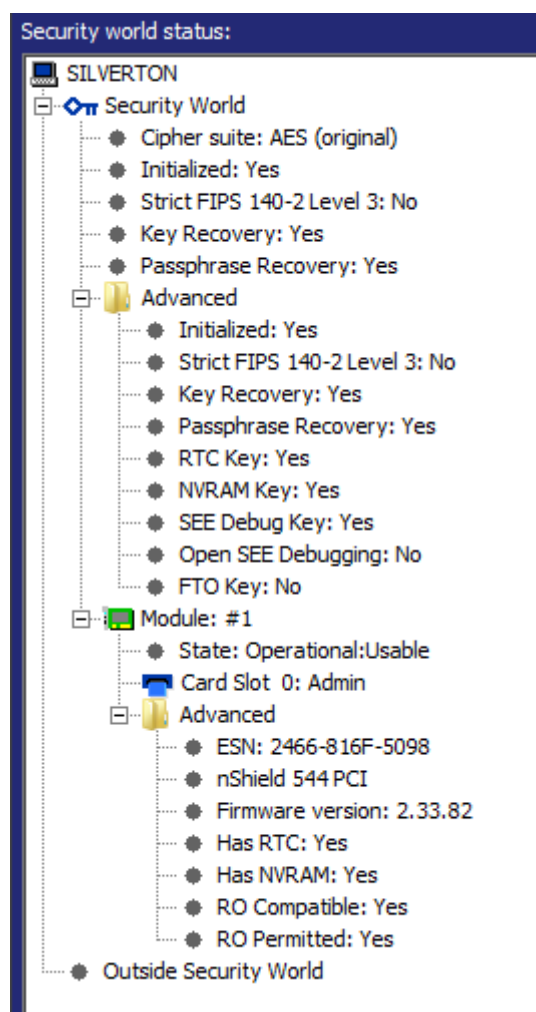 Security world status:
SILVERTON
Security World
Cipher suite: AES (original)
Initialized: Yes
Strict FIPS 140-2 Level 3: No
Key Recovery: Yes
Passphrase Recovery: Yes
Advanced
Initialized: Yes
Strict FIPS 140-2 Level 3: No
Key Recovery: Yes
Passphrase Recovery: Yes
RTC Key: Yes
NVRAM Key: Yes
SEE Debug Key: Yes
Open SEE Debugging: No
FTO Key: No
Module: #1
State: Operational:Usable
Card Slot 0: Admin
Advanced
ESN: 2466-816F-5098
nShield 544 PCI
Firmware version: 2.33.82
Has RTC: Yes
Has NVRAM: Yes
RO Compatible: Yes
RO Permitted: Yes
Outside Security World